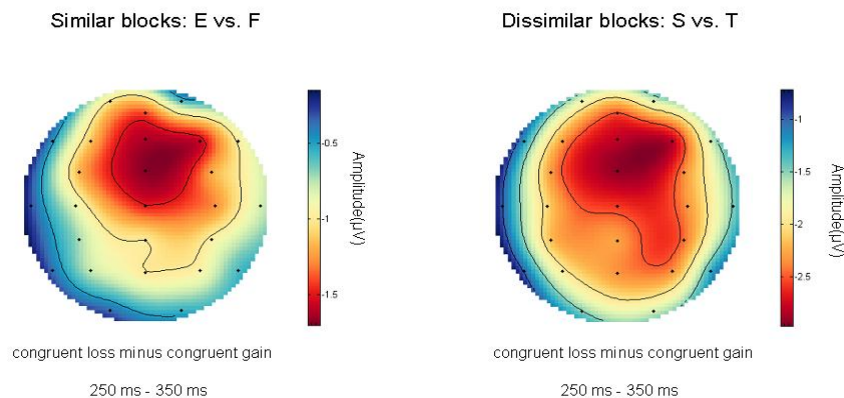 Similar blocks: E vs. F
-0.5
-1
-1.5
Amplitude(µV)
congruent loss minus congruent gain
250 ms - 350 ms
Dissimilar blocks: S vs. T
-1
-1.5
-2
-2.5
Amplitude(µV)
congruent loss minus congruent gain
250 ms - 350 ms